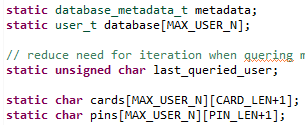 static database_metadata_t metadata;
static user_t database[MAX_USER_N];
// reduce need for iteration when quering m
static unsigned char last_queried_user;
static char cards[MAX_USER_N][CARD_LEN+1];
static char pins[MAX_USER_N][PIN_LEN+1];